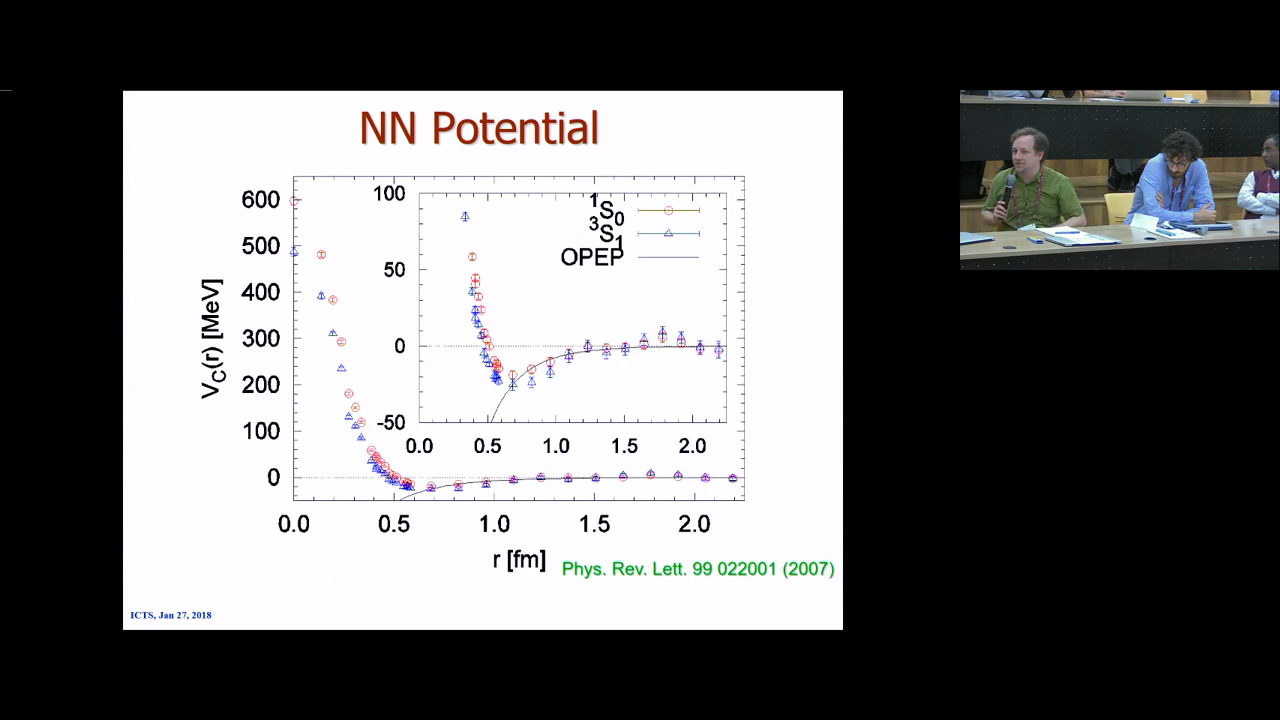 NN Potential
600
500
400
300
200
100
0
V_C(r) [MeV]
100
50
0
-50
¹S₀
³S₁
OPEP
0.0 0.5 1.0 1.5 2.0
0.0 0.5 1.0 1.5 2.0
r [fm]
Phys. Rev. Lett. 99 022001 (2007)
ICTS, Jan 27, 2018